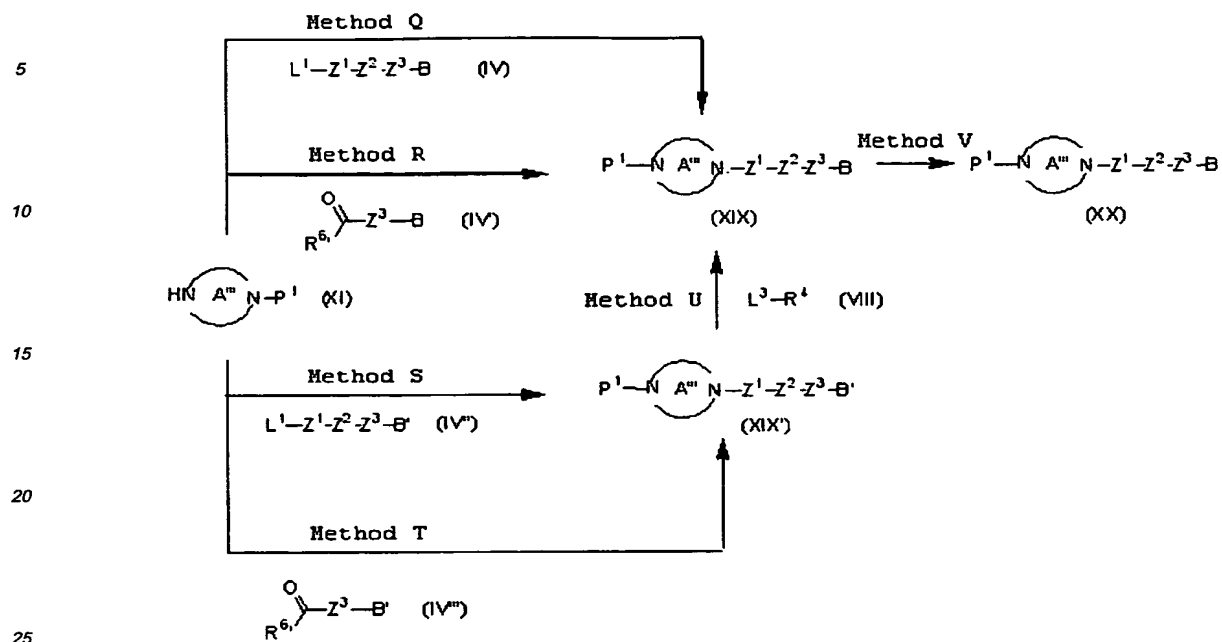 Method Q
5
L¹—Z¹-Z²-Z³-B (IV)
Method R
P¹—N A''' N—Z¹—Z²-Z³—B
Method V
P¹—N A''' N—Z¹—Z²-Z³—B
O
10
R⁶' Z³—B (IV')
(XIX)
(XX)
HN A''' N—P¹ (XI)
Method U
L³—R⁴ (VIII)
15
Method S
P¹—N A''' N—Z¹—Z²—Z³—B'
L¹—Z¹-Z²-Z³—B' (IV'')
(XIX')
20
Method T
O
R⁶' Z³—B' (IV''')
25